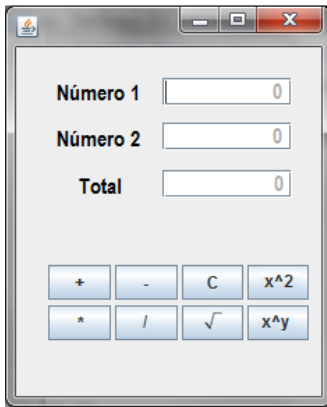 Número 1 0
Número 2 0
Total 0
+ - C x^2
* / √ x^y